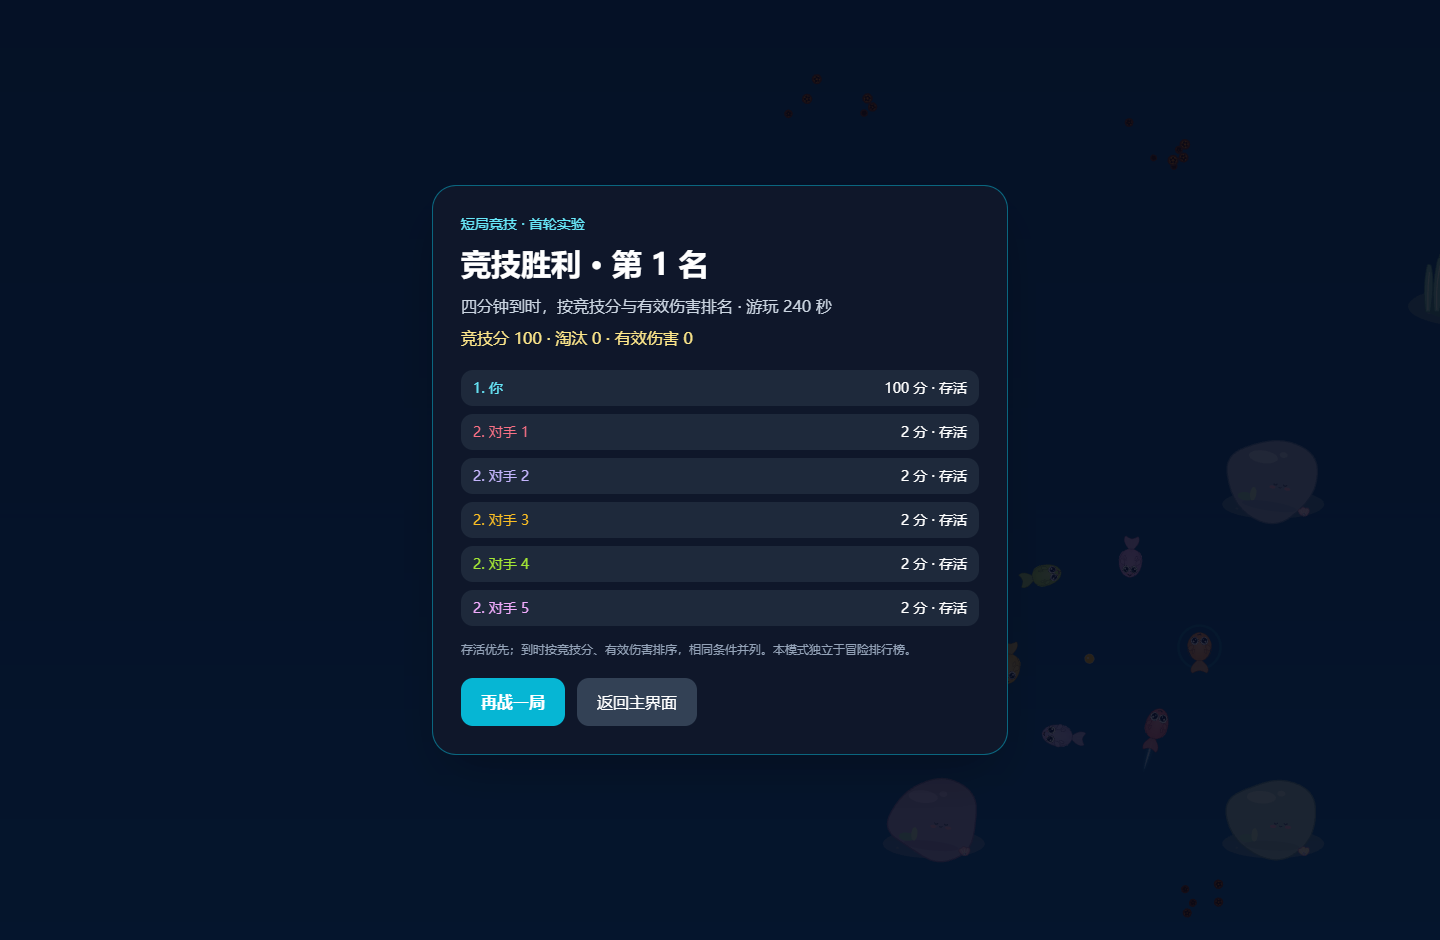 短局竞技 · 首轮实验
竞技胜利 • 第 1 名
四分钟到时，按竞技分与有效伤害排名 · 游玩 240 秒
竞技分 100 · 淘汰 0 · 有效伤害 0
1. 你 100 分 · 存活
2. 对手 1 2 分 · 存活
2. 对手 2 2 分 · 存活
2. 对手 3 2 分 · 存活
2. 对手 4 2 分 · 存活
2. 对手 5 2 分 · 存活
存活优先；到时按竞技分、有效伤害排序，相同条件并列。本模式独立于冒险排行榜。
再战一局 返回主界面